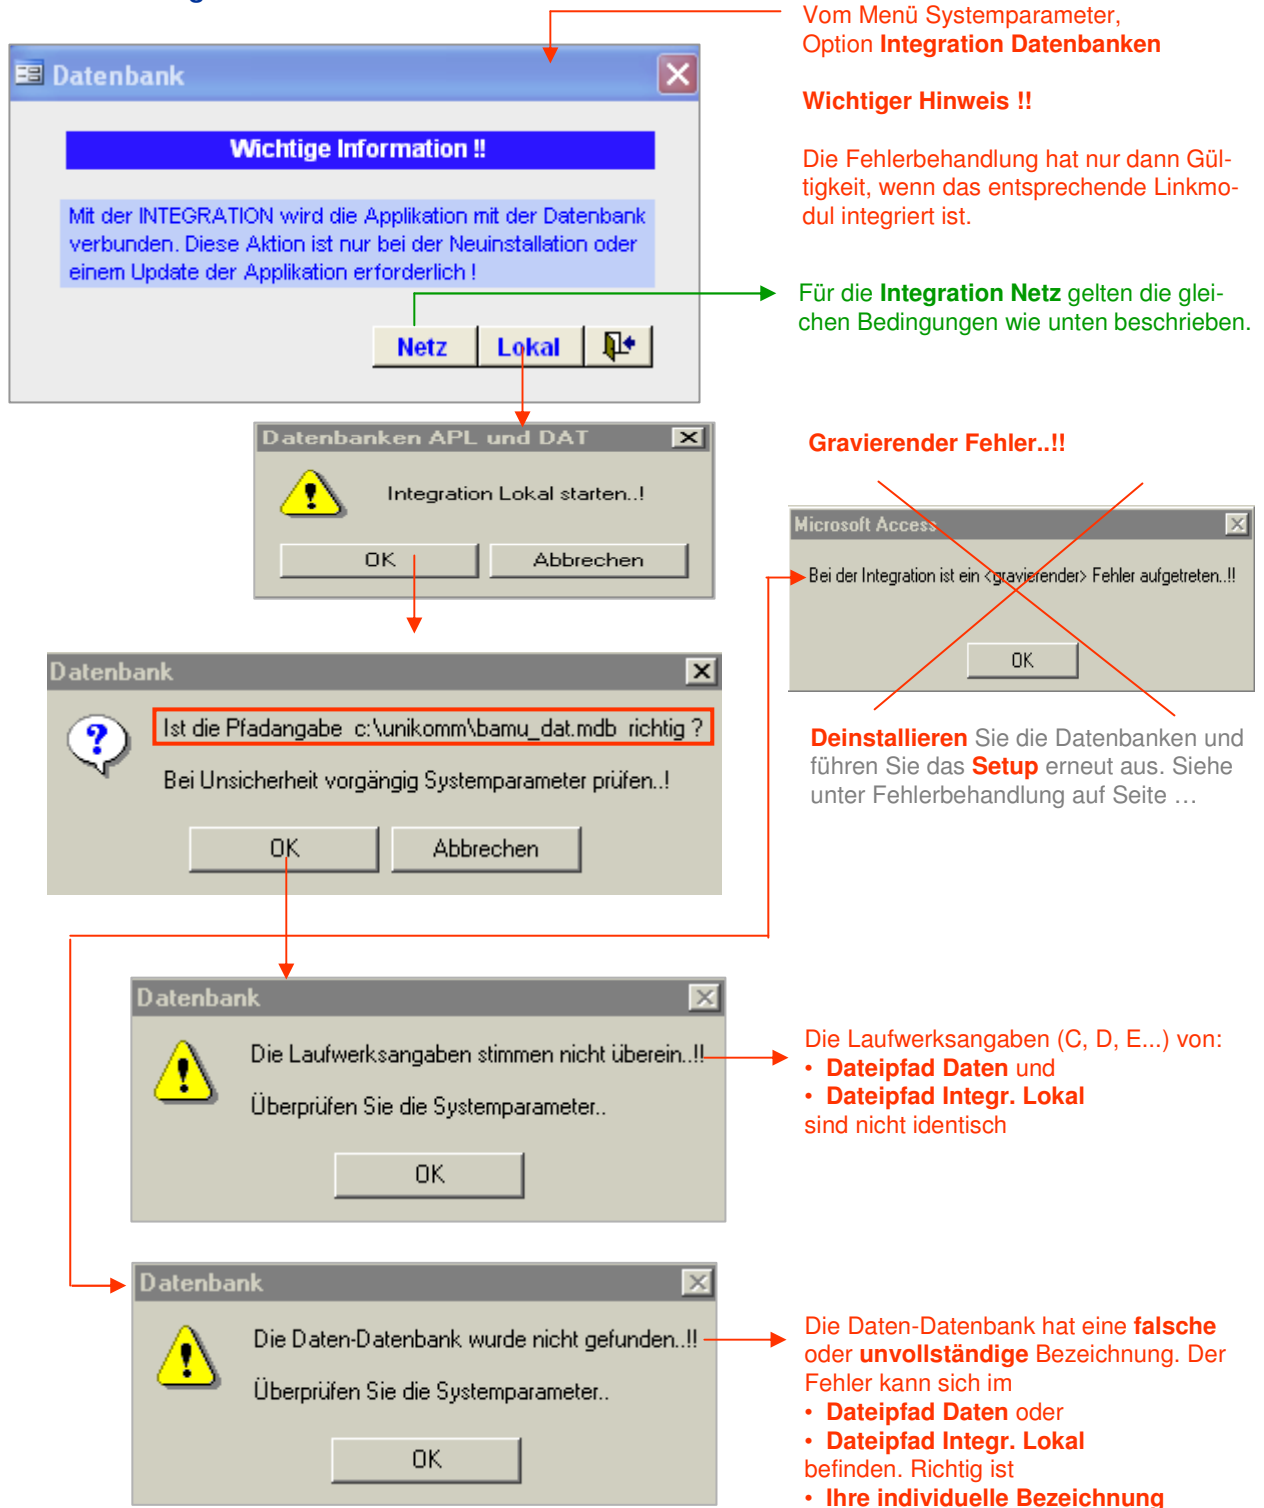 Vom Menü Systemparameter,
Option Integration Datenbanken
Datenbank
Wichtiger Hinweis !!
Wichtige Information !!
Die Fehlerbehandlung hat nur dann Gül-
tigkeit, wenn das entsprechende Linkmo-
dul integriert ist.
Mit der INTEGRATION wird die Applikation mit der Datenbank
verbunden. Diese Aktion ist nur bei der Neuinstallation oder
einem Update der Applikation erforderlich !
Für die Integration Netz gelten die glei-
chen Bedingungen wie unten beschrieben.
Netz Lokal
Datenbanken APL und DAT
Integration Lokal starten..!
OK Abbrechen
Gravierender Fehler..!!
Microsoft Access
Bei der Integration ist ein <gravierender> Fehler aufgetreten..!!
OK
Deinstallieren Sie die Datenbanken und
führen Sie das Setup erneut aus. Siehe
unter Fehlerbehandlung auf Seite …
Datenbank
Ist die Pfadangabe c:\unikomm\bamu_dat.mdb richtig ?
Bei Unsicherheit vorgängig Systemparameter prüfen..!
OK Abbrechen
Datenbank
Die Laufwerksangaben stimmen nicht überein..!!
Überprüfen Sie die Systemparameter..
OK
Die Laufwerksangaben (C, D, E...) von:
• Dateipfad Daten und
• Dateipfad Integr. Lokal
sind nicht identisch
Datenbank
Die Daten-Datenbank wurde nicht gefunden..!!
Überprüfen Sie die Systemparameter..
OK
Die Daten-Datenbank hat eine falsche
oder unvollständige Bezeichnung. Der
Fehler kann sich im
• Dateipfad Daten oder
• Dateipfad Integr. Lokal
befinden. Richtig ist
• Ihre individuelle Bezeichnung